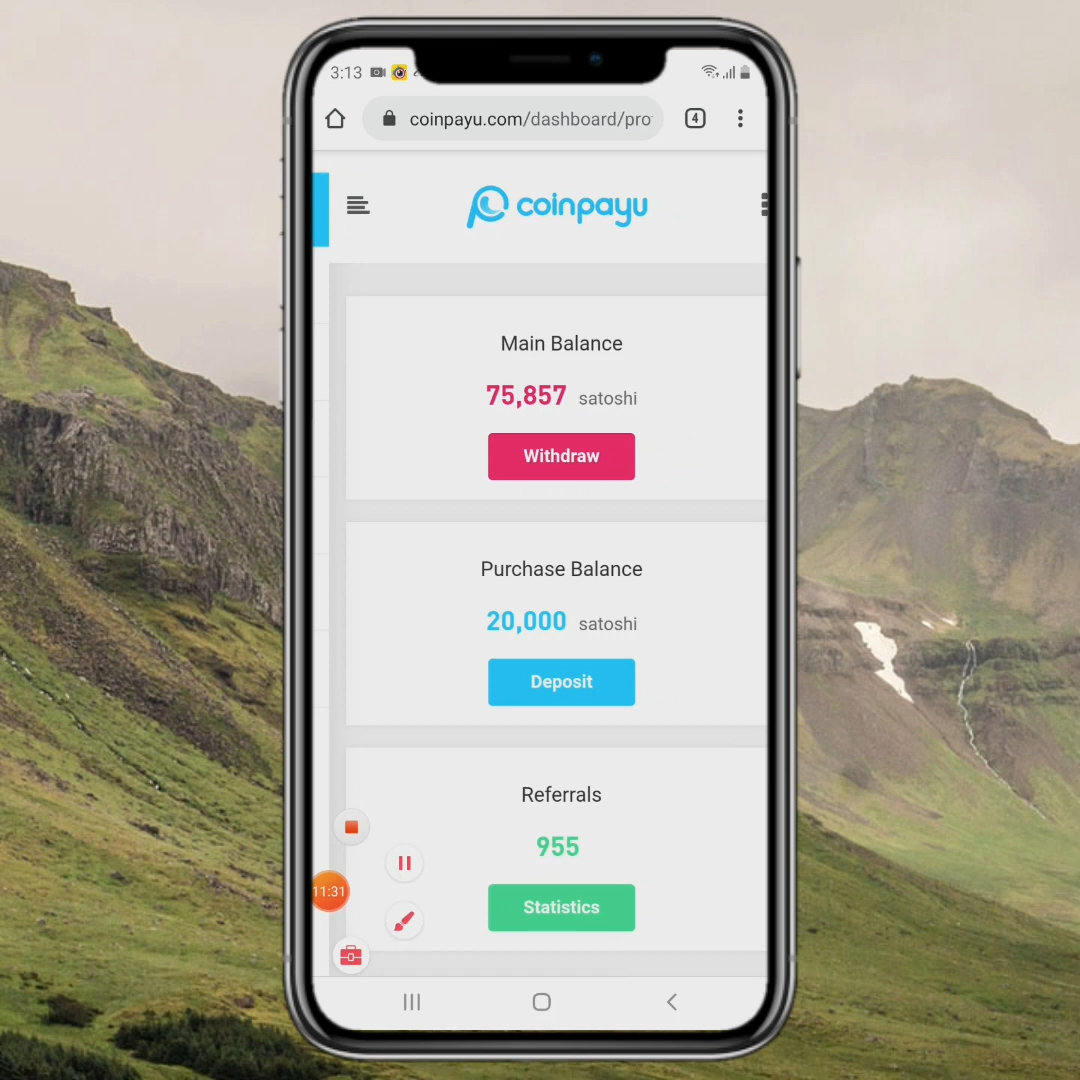 3:13
coinpayu.com/dashboard/pro
4
coinpayu
Main Balance
75,857 satoshi
Withdraw
Purchase Balance
20,000 satoshi
Deposit
Referrals
955
Statistics
11:31